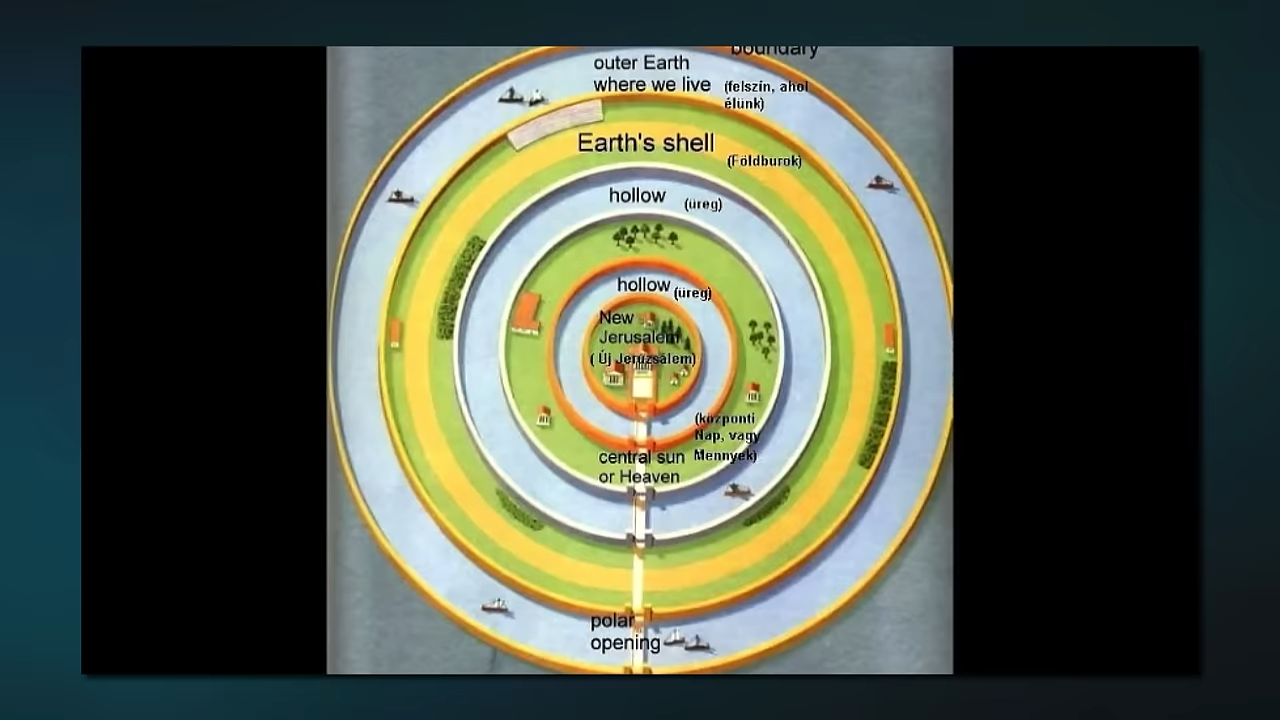 boundary
outer Earth
where we live
(felszín, ahol
élünk)
Earth's shell
(Földburok)
hollow
(üreg)
hollow
(üreg)
New
Jerusalem
( Új Jeruzsálem)
(központi
Nap, vagy
Mennyek)
central sun
or Heaven
polar
opening